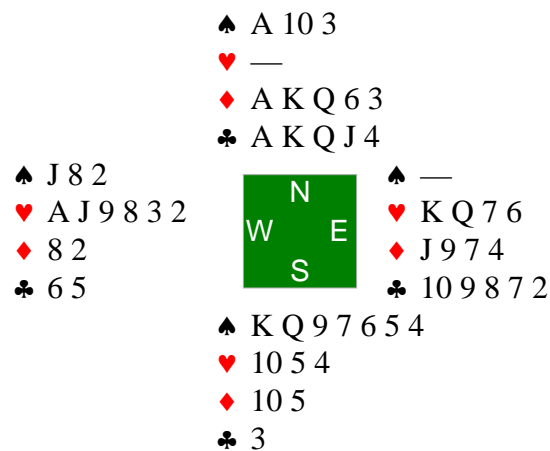 ♠ A 10 3
♥ —
♦ A K Q 6 3
♣ A K Q J 4
♠ J 8 2
♥ A J 9 8 3 2
♦ 8 2
♣ 6 5
N
W E
S
♠ —
♥ K Q 7 6
♦ J 9 7 4
♣ 10 9 8 7 2
♠ K Q 9 7 6 5 4
♥ 10 5 4
♦ 10 5
♣ 3